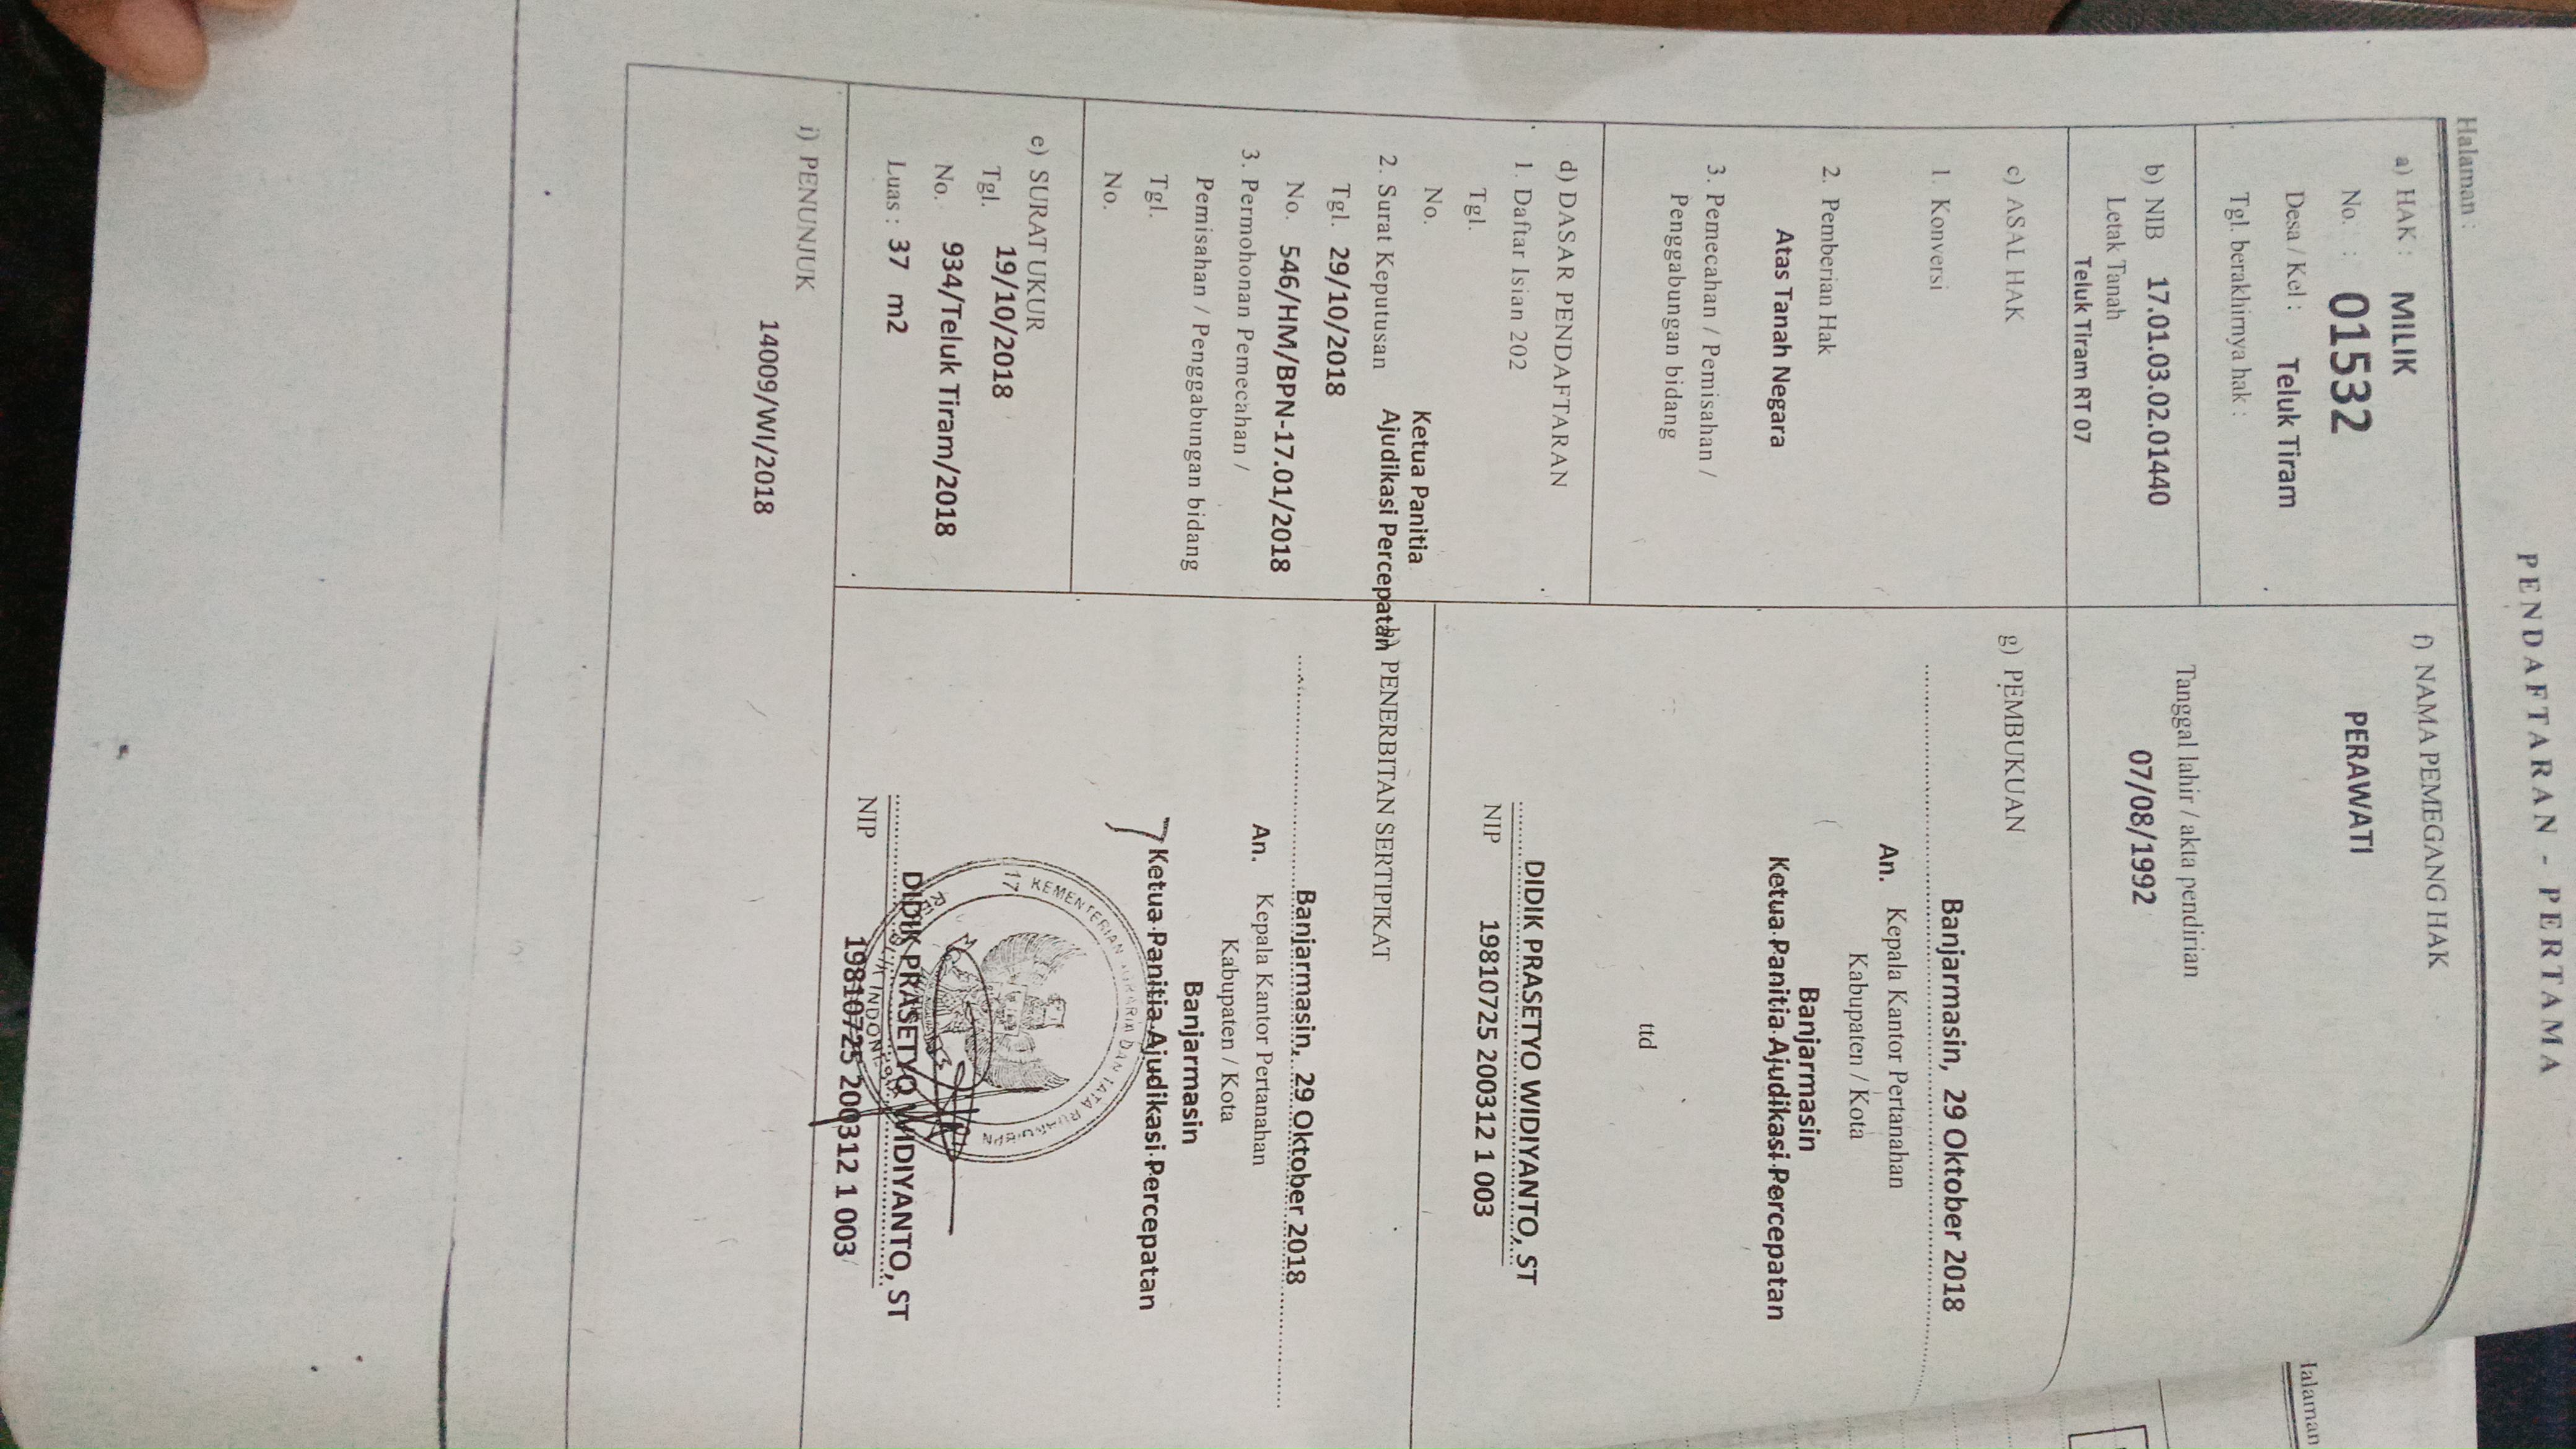 PENDAFTARAN - PERTAMA
Halaman :
a) HAK : MILIK
No. : 01532
Desa / Kel : Teluk Tiram
Tgl. berakhirnya hak :
b) NIB 17.01.03.02.01440
Letak Tanah
Teluk Tiram RT 07
c) ASAL HAK
1. Konversi
2. Pemberian Hak
Atas Tanah Negara
3. Pemecahan / Pemisahan /
Penggabungan bidang
d) DASAR PENDAFTARAN
1. Daftar Isian 202
Tgl.
No.
Ketua Panitia
2. Surat Keputusan Ajudikasi Percepatan
Tgl. 29/10/2018
No. 546/HM/BPN-17.01/2018
3. Permohonan Pemecahan /
Pemisahan / Penggabungan bidang
Tgl.
No.
e) SURAT UKUR
Tgl. 19/10/2018
No. 934/Teluk Tiram/2018
Luas : 37 m2
f) NAMA PEMEGANG HAK
PERAWATI
Tanggal lahir / akta pendirian
07/08/1992
g) PEMBUKUAN
Banjarmasin, 29 Oktober 2018
An. Kepala Kantor Pertanahan
Kabupaten / Kota
Banjarmasin
Ketua Panitia Ajudikasi Percepatan
ttd
DIDIK PRASETYO WIDIYANTO, ST
NIP 19810725 200312 1 003
h) PENERBITAN SERTIPIKAT
Banjarmasin, 29 Oktober 2018
An. Kepala Kantor Pertanahan
Kabupaten / Kota
Banjarmasin
Ketua Panitia Ajudikasi Percepatan
KEMENTERIAN AGRARIA DAN TATA RUANG/BPN
DIDIK PRASETYO WIDIYANTO, ST
NIP 19810725 200312 1 003
i) PENUNJUK
14009/WI/2018